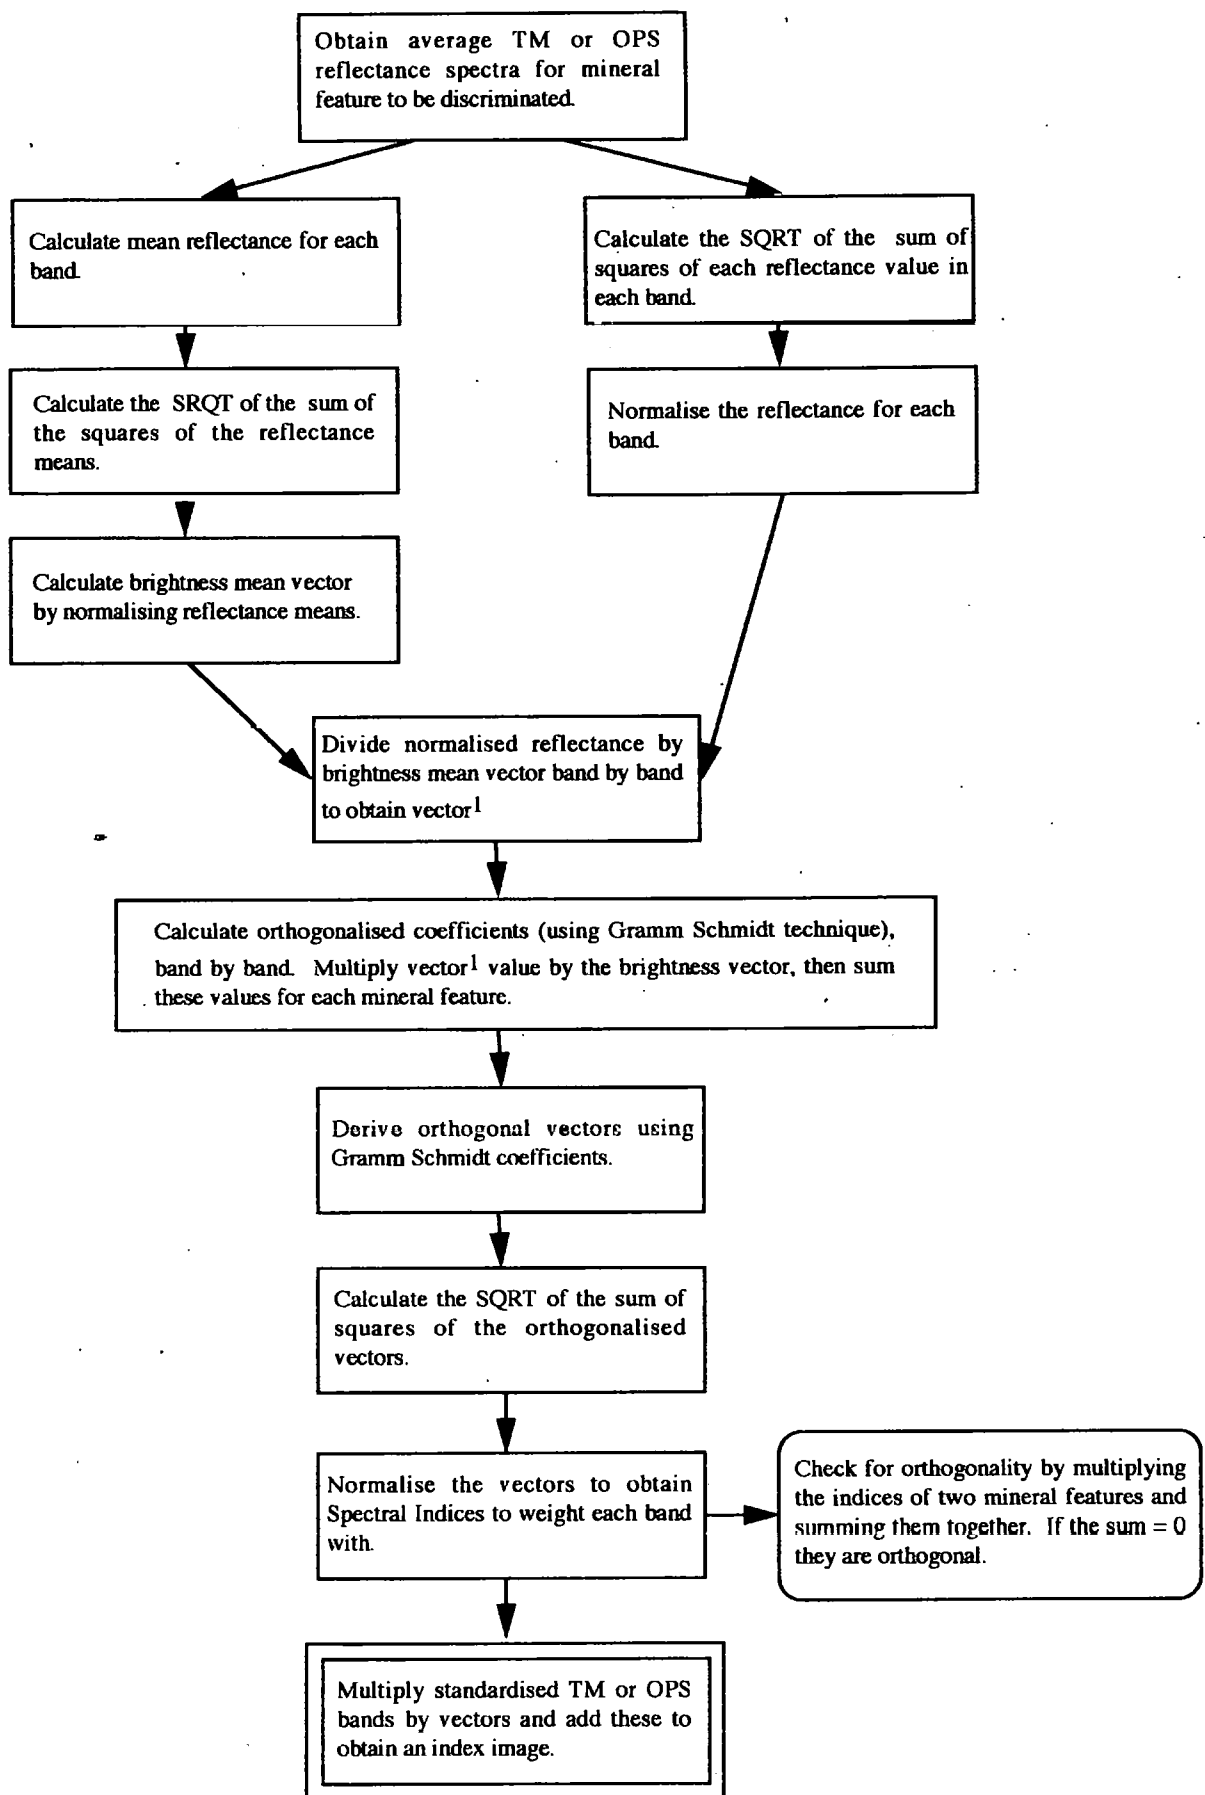 Obtain average TM or OPS
reflectance spectra for mineral
feature to be discriminated.
Calculate mean reflectance for each
band.
Calculate the SQRT of the sum of
squares of each reflectance value in
each band.
Calculate the SRQT of the sum of
the squares of the reflectance
means.
Normalise the reflectance for each
band.
Calculate brightness mean vector
by normalising reflectance means.
Divide normalised reflectance by
brightness mean vector band by band
to obtain vector¹
Calculate orthogonalised coefficients (using Gramm Schmidt technique),
band by band. Multiply vector¹ value by the brightness vector, then sum
these values for each mineral feature.
Derive orthogonal vectors using
Gramm Schmidt coefficients.
Calculate the SQRT of the sum of
squares of the orthogonalised
vectors.
Normalise the vectors to obtain
Spectral Indices to weight each band
with.
Check for orthogonality by multiplying
the indices of two mineral features and
summing them together. If the sum = 0
they are orthogonal.
Multiply standardised TM or OPS
bands by vectors and add these to
obtain an index image.